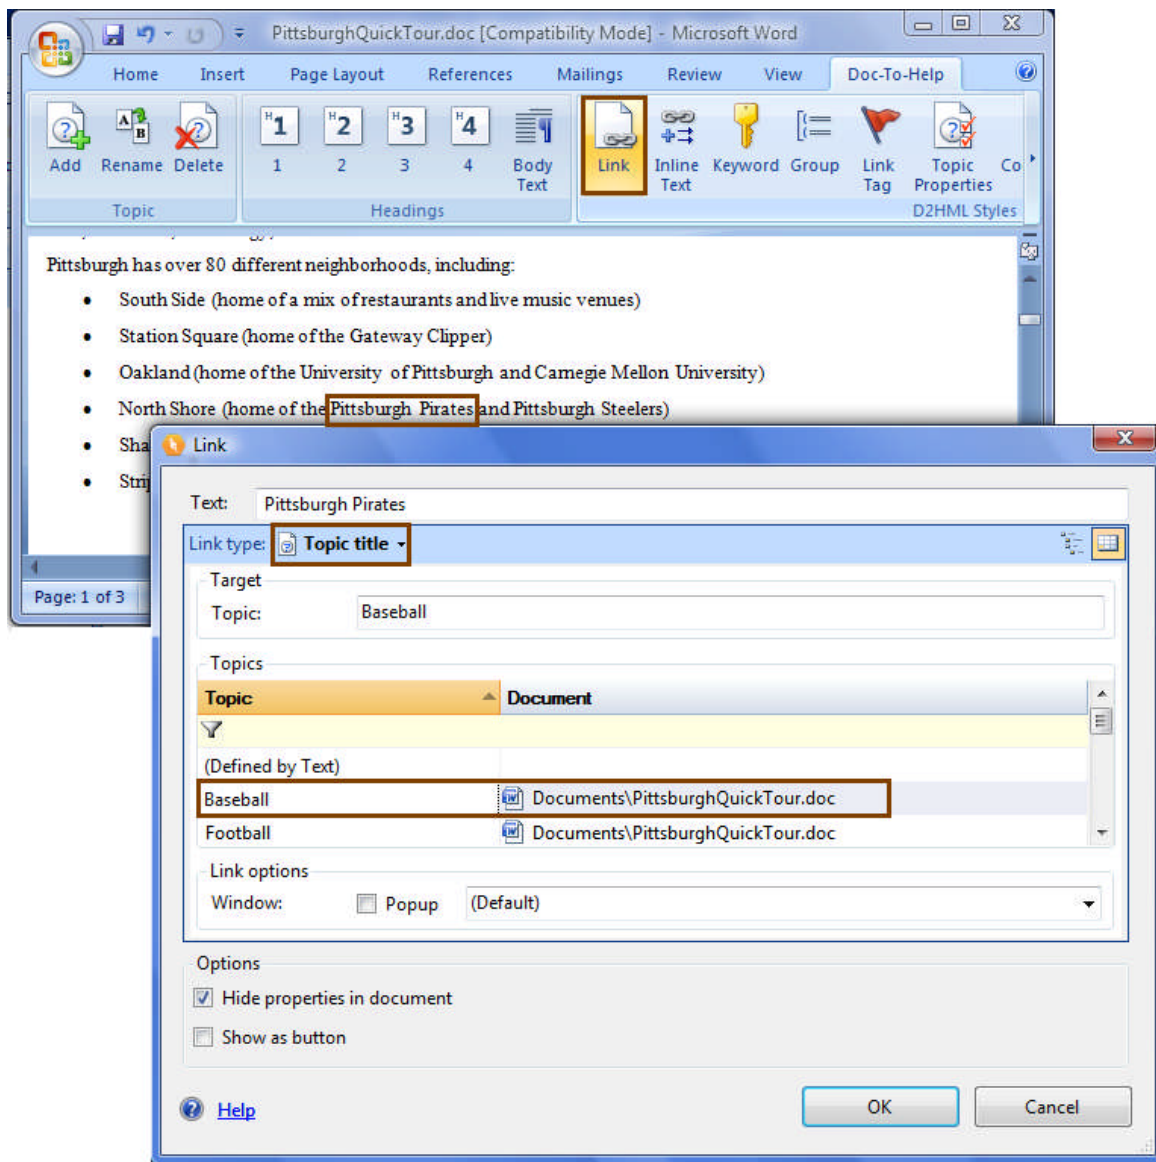 PittsburghQuickTour.doc [Compatibility Mode] - Microsoft Word
Home Insert Page Layout References Mailings Review View Doc-To-Help
Add Rename Delete 1 2 3 4 Body Text Link Inline Text Keyword Group Link Tag Topic Properties Co
Topic Headings D2HML Styles
Pittsburgh has over 80 different neighborhoods, including:
• South Side (home of a mix of restaurants and live music venues)
• Station Square (home of the Gateway Clipper)
• Oakland (home of the University of Pittsburgh and Carnegie Mellon University)
• North Shore (home of the Pittsburgh Pirates and Pittsburgh Steelers)
• Sha
• Strip
Page: 1 of 3
Link
Text: Pittsburgh Pirates
Link type: Topic title
Target
Topic: Baseball
Topics
Topic Document
(Defined by Text)
Baseball Documents\PittsburghQuickTour.doc
Football Documents\PittsburghQuickTour.doc
Link options
Window: Popup (Default)
Options
Hide properties in document
Show as button
Help OK Cancel